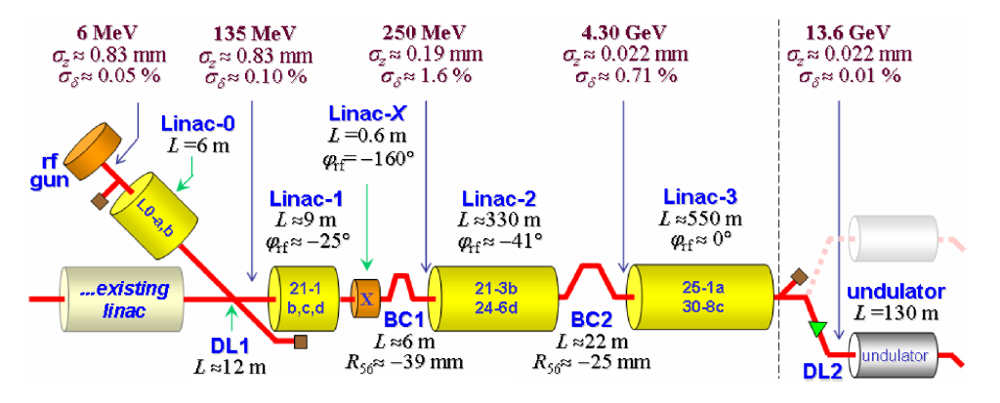 6 MeV
σz ≈ 0.83 mm
σδ ≈ 0.05 %
135 MeV
σz ≈ 0.83 mm
σδ ≈ 0.10 %
250 MeV
σz ≈ 0.19 mm
σδ ≈ 1.6 %
4.30 GeV
σz ≈ 0.022 mm
σδ ≈ 0.71 %
13.6 GeV
σz ≈ 0.022 mm
σδ ≈ 0.01 %
rf
gun
Linac-0
L =6 m
L0-a,b
Linac-X
L =0.6 m
φrf= −160°
Linac-1
L ≈9 m
φrf ≈ −25°
Linac-2
L ≈330 m
φrf ≈ −41°
Linac-3
L ≈550 m
φrf ≈ 0°
...existing
linac
21-1
b,c,d
X
21-3b
24-6d
25-1a
30-8c
undulator
L =130 m
undulator
DL1
L ≈12 m
BC1
L ≈6 m
R56≈ −39 mm
BC2
L ≈22 m
R56≈ −25 mm
DL2